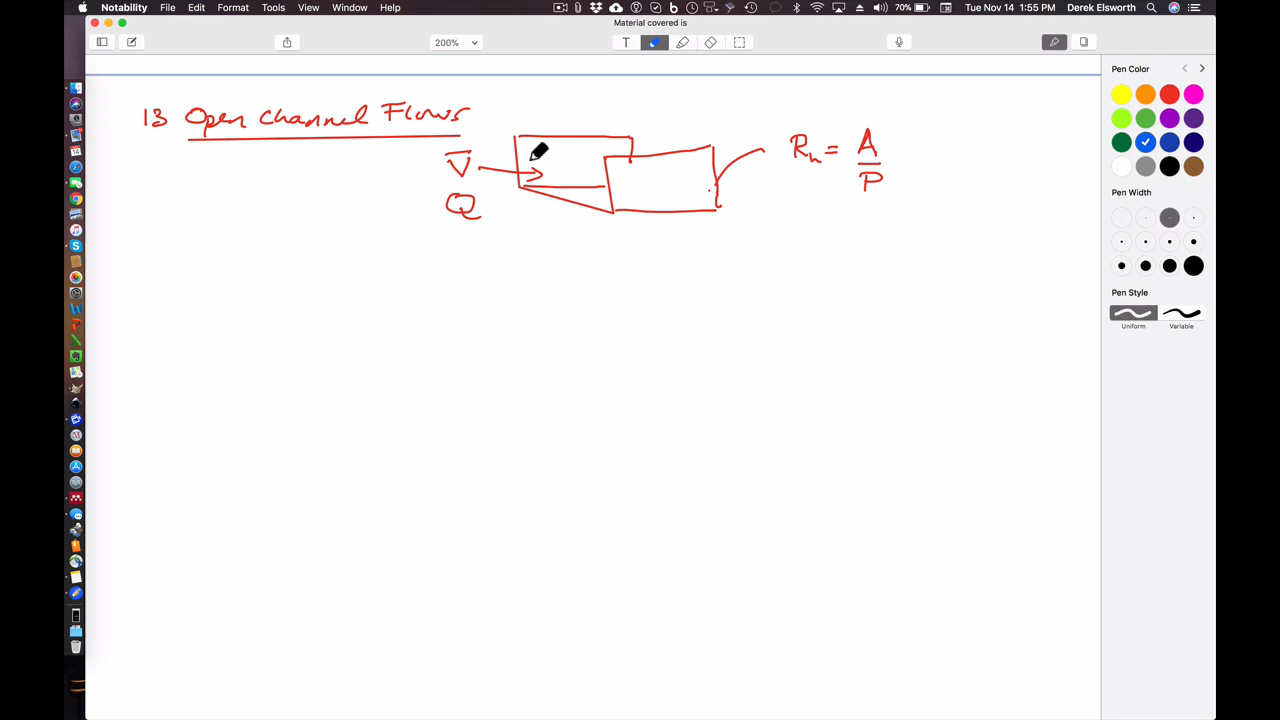 Notability File Edit View Tools Window Help 70% Tue Nov 14 1:55 PM Derek Elsworth
Material covered is
200%
T
Pen Color
Pen Width
Pen Style
Uniform Variable
13 Open Channel Flows
V̅
Q
Rh = A
P